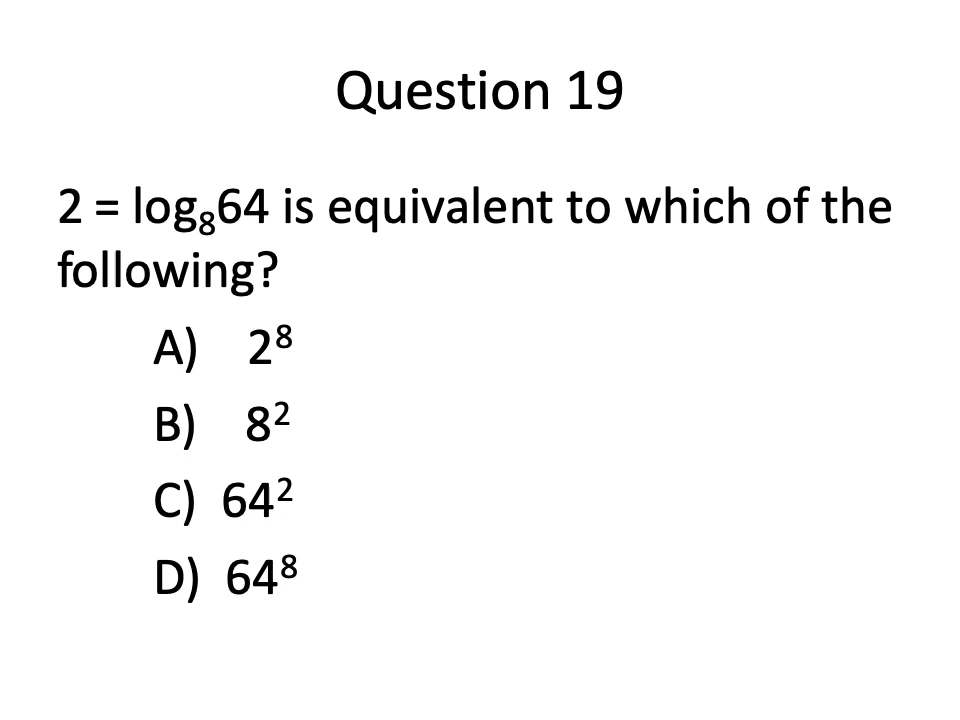 Question 19
2 = log₈64 is equivalent to which of the
following?
A) 2⁸
B) 8²
C) 64²
D) 64⁸